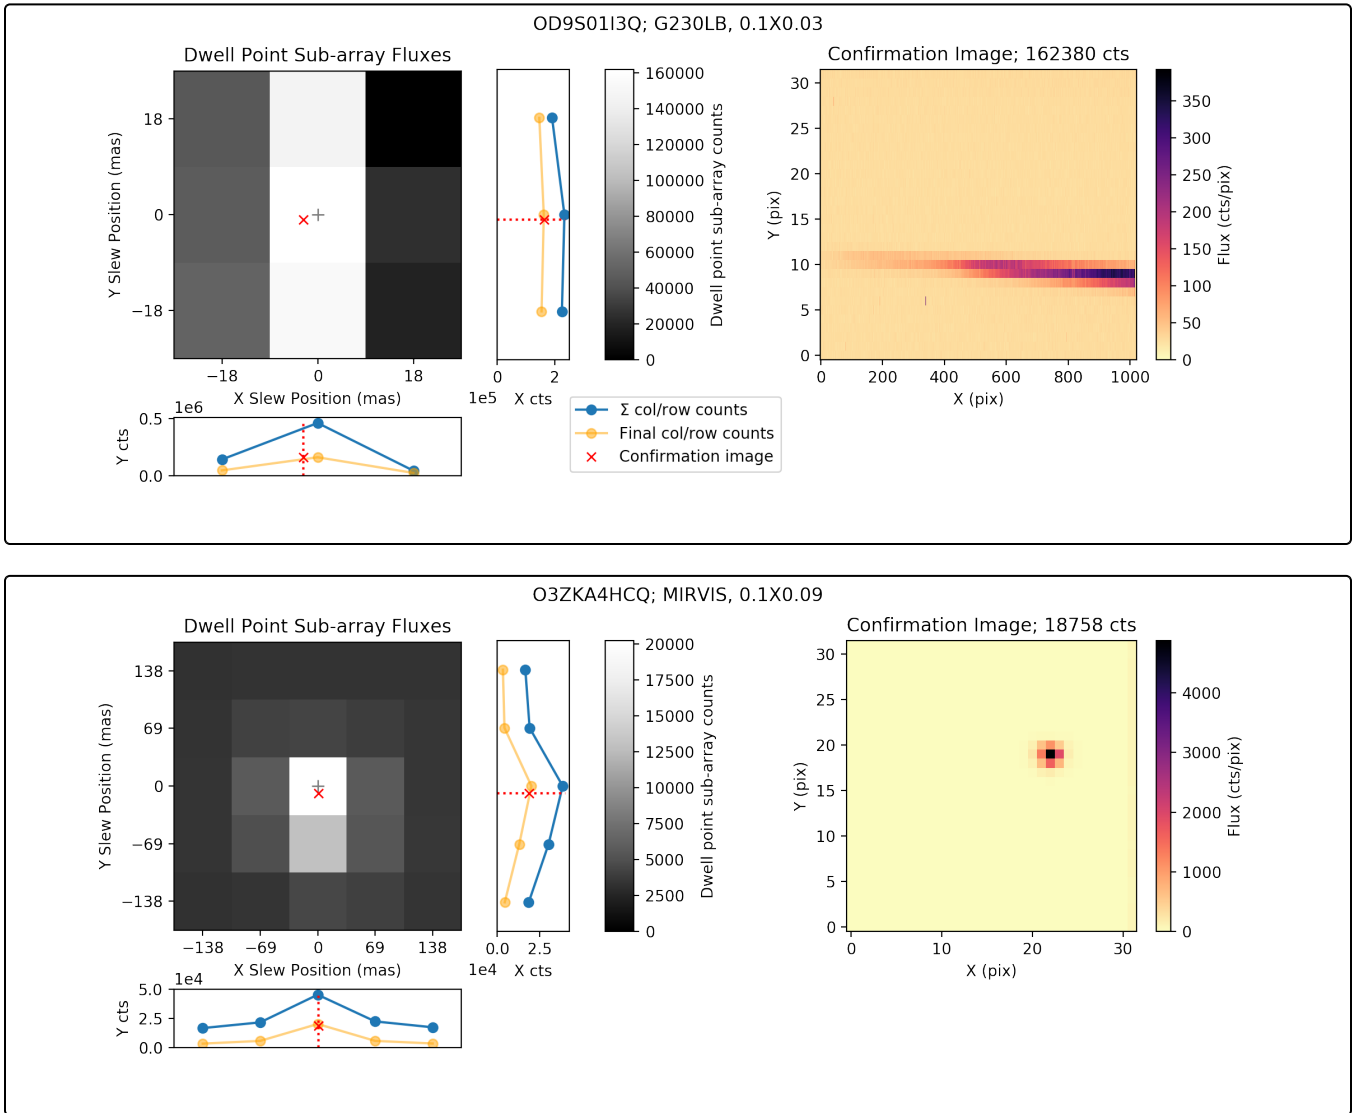 OD9S01I3Q; G230LB, 0.1X0.03
Dwell Point Sub-array Fluxes
Y Slew Position (mas)
18
0
−18
−18
0
18
X Slew Position (mas)
0
2
1e5
X cts
160000
140000
120000
100000
80000
60000
40000
20000
0
Dwell point sub-array counts
Confirmation Image; 162380 cts
Y (pix)
30
25
20
15
10
5
0
0
200
400
600
800
1000
X (pix)
350
300
250
200
150
100
50
0
Flux (cts/pix)
1e6
Y cts
0.5
0.0
Σ col/row counts
Final col/row counts
Confirmation image
O3ZKA4HCQ; MIRVIS, 0.1X0.09
Dwell Point Sub-array Fluxes
Y Slew Position (mas)
138
69
0
−69
−138
−138
−69
0
69
138
X Slew Position (mas)
0.0
2.5
1e4
X cts
20000
17500
15000
12500
10000
7500
5000
2500
0
Dwell point sub-array counts
Confirmation Image; 18758 cts
Y (pix)
30
25
20
15
10
5
0
0
10
20
30
X (pix)
4000
3000
2000
1000
0
Flux (cts/pix)
1e4
Y cts
5.0
2.5
0.0